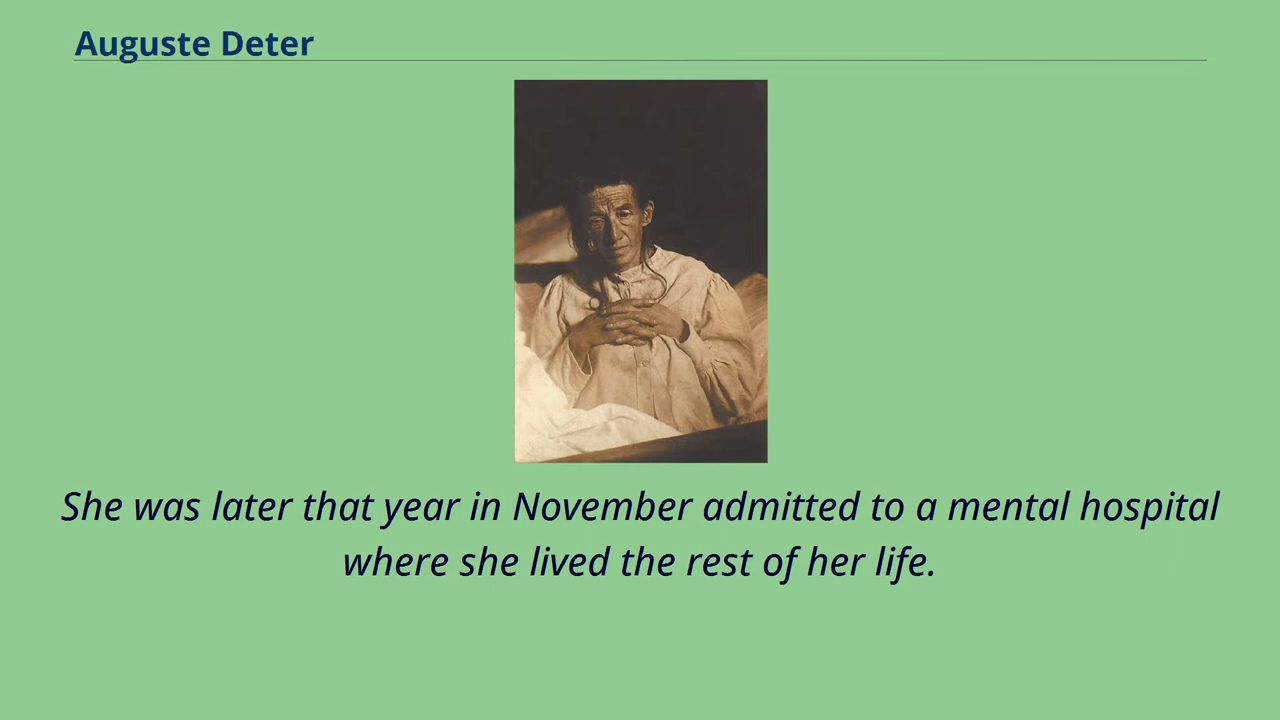 Auguste Deter
She was later that year in November admitted to a mental hospital
where she lived the rest of her life.